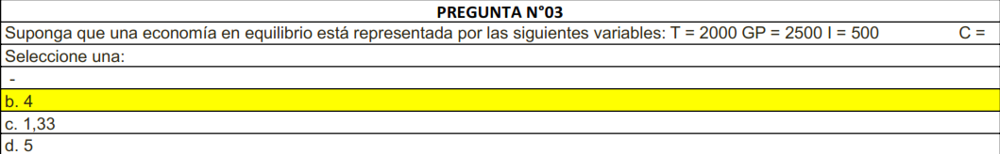 PREGUNTA N°03
Suponga que una economía en equilibrio está representada por las siguientes variables: T = 2000 GP = 2500 I = 500 C =
Seleccione una:
-
b. 4
c. 1,33
d. 5